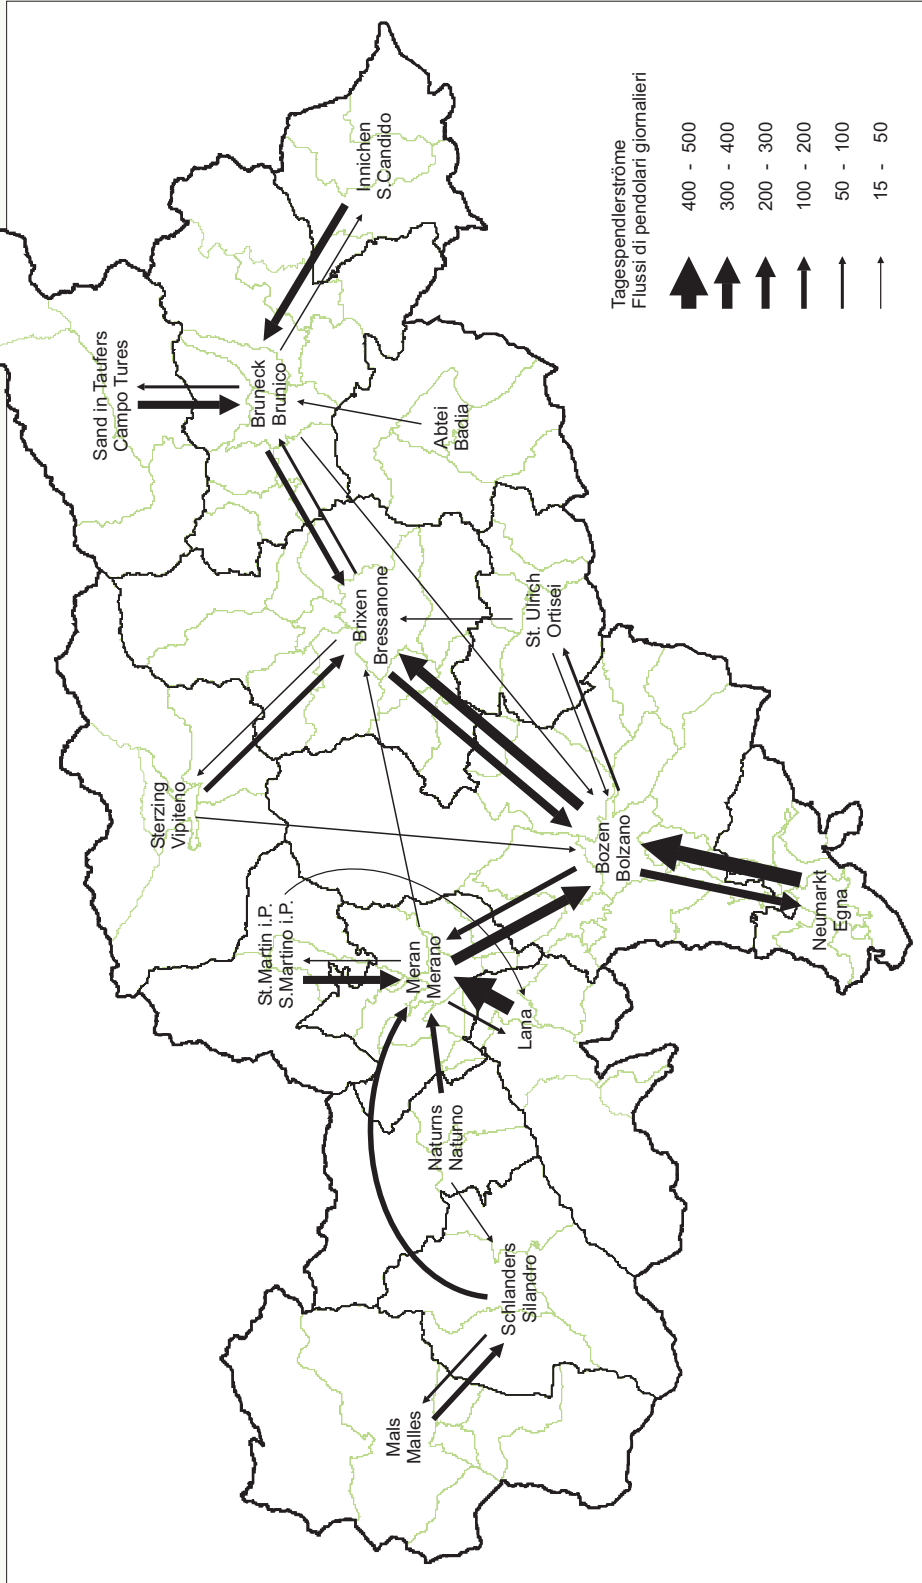 Sand in Taufers
Campo Tures
Innichen
S.Candido
Bruneck
Brunico
Abtei
Badia
Brixen
Bressanone
St. Ulrich
Ortisei
Sterzing
Vipiteno
Bozen
Bolzano
Neumarkt
Egna
St.Martin i.P.
S.Martino i.P.
Meran
Merano
Lana
Naturns
Naturno
Schlanders
Silandro
Mals
Malles
Tagespendlerströme
Flussi di pendolari giornalieri
400 - 500
300 - 400
200 - 300
100 - 200
50 - 100
15 - 50